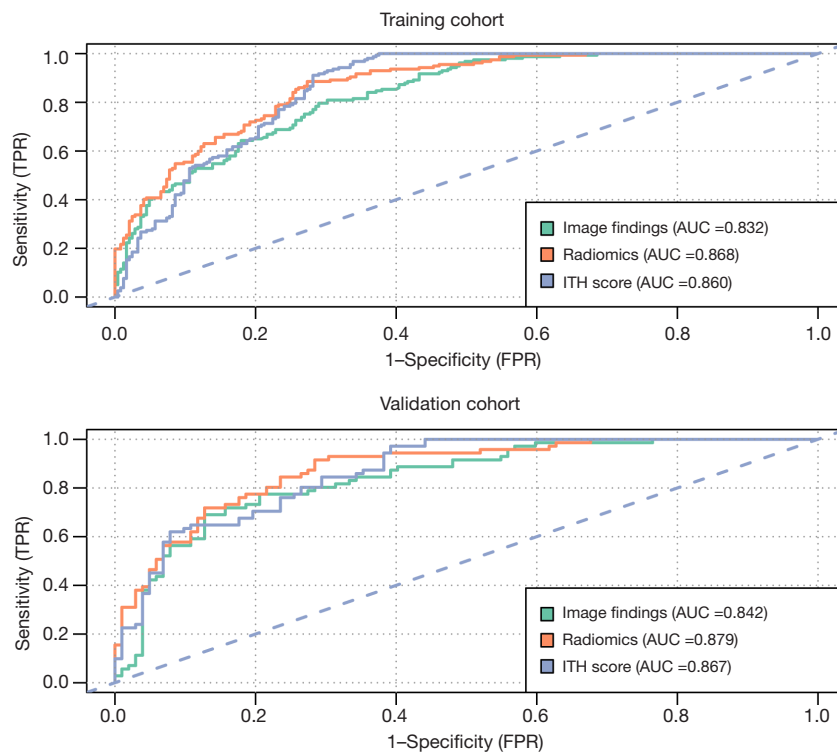 Training cohort
Sensitivity (TPR)
1.0
0.8
0.6
0.4
0.2
0.0
Image findings (AUC =0.832)
Radiomics (AUC =0.868)
ITH score (AUC =0.860)
0.0 0.2 0.4 0.6 0.8 1.0
1–Specificity (FPR)
Validation cohort
Sensitivity (TPR)
1.0
0.8
0.6
0.4
0.2
0.0
Image findings (AUC =0.842)
Radiomics (AUC =0.879)
ITH score (AUC =0.867)
0.0 0.2 0.4 0.6 0.8 1.0
1–Specificity (FPR)